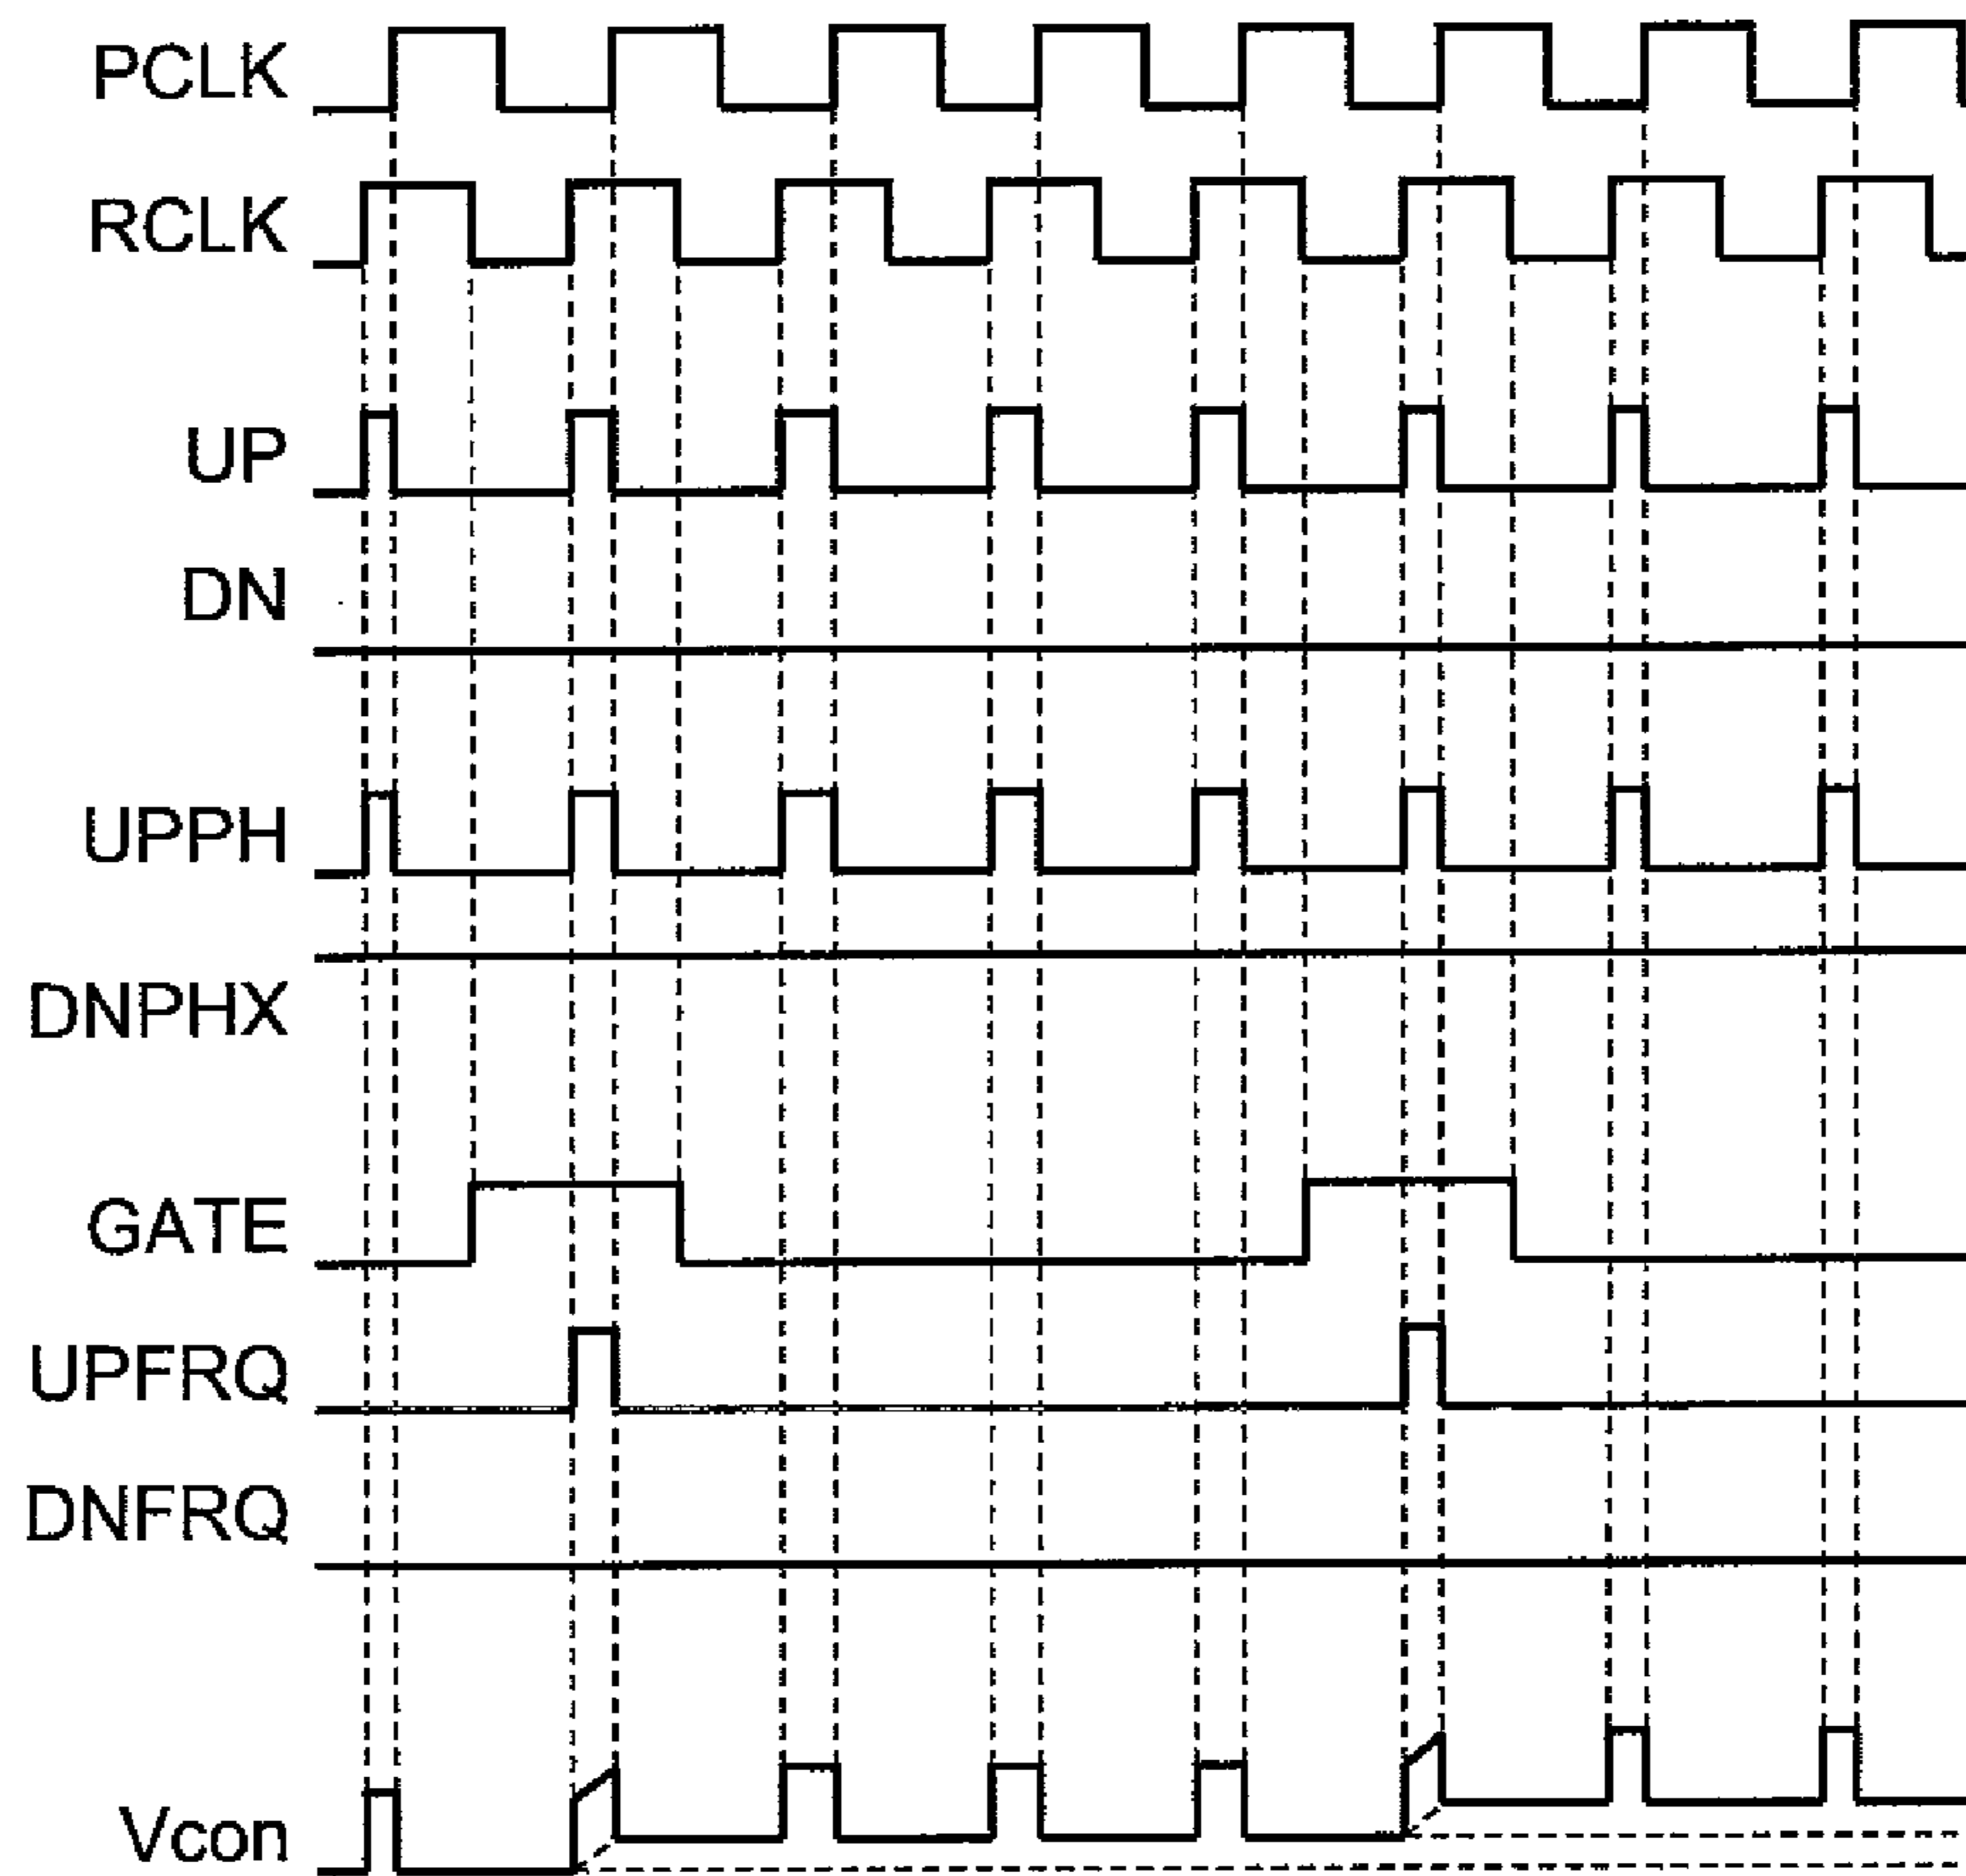 PCLK
RCLK
UP
DN
UPPH
DNPHX
GATE
UPFRQ
DNFRQ
Vcon